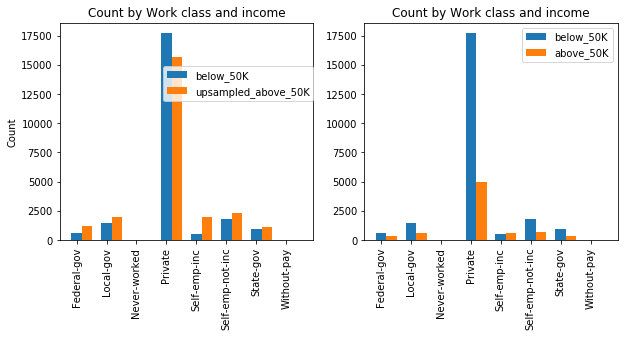 Count by Work class and income
17500
15000
12500
10000
7500
5000
2500
0
Count
below_50K
upsampled_above_50K
Federal-gov
Local-gov
Never-worked
Private
Self-emp-inc
Self-emp-not-inc
State-gov
Without-pay
Count by Work class and income
17500
15000
12500
10000
7500
5000
2500
0
below_50K
above_50K
Federal-gov
Local-gov
Never-worked
Private
Self-emp-inc
Self-emp-not-inc
State-gov
Without-pay